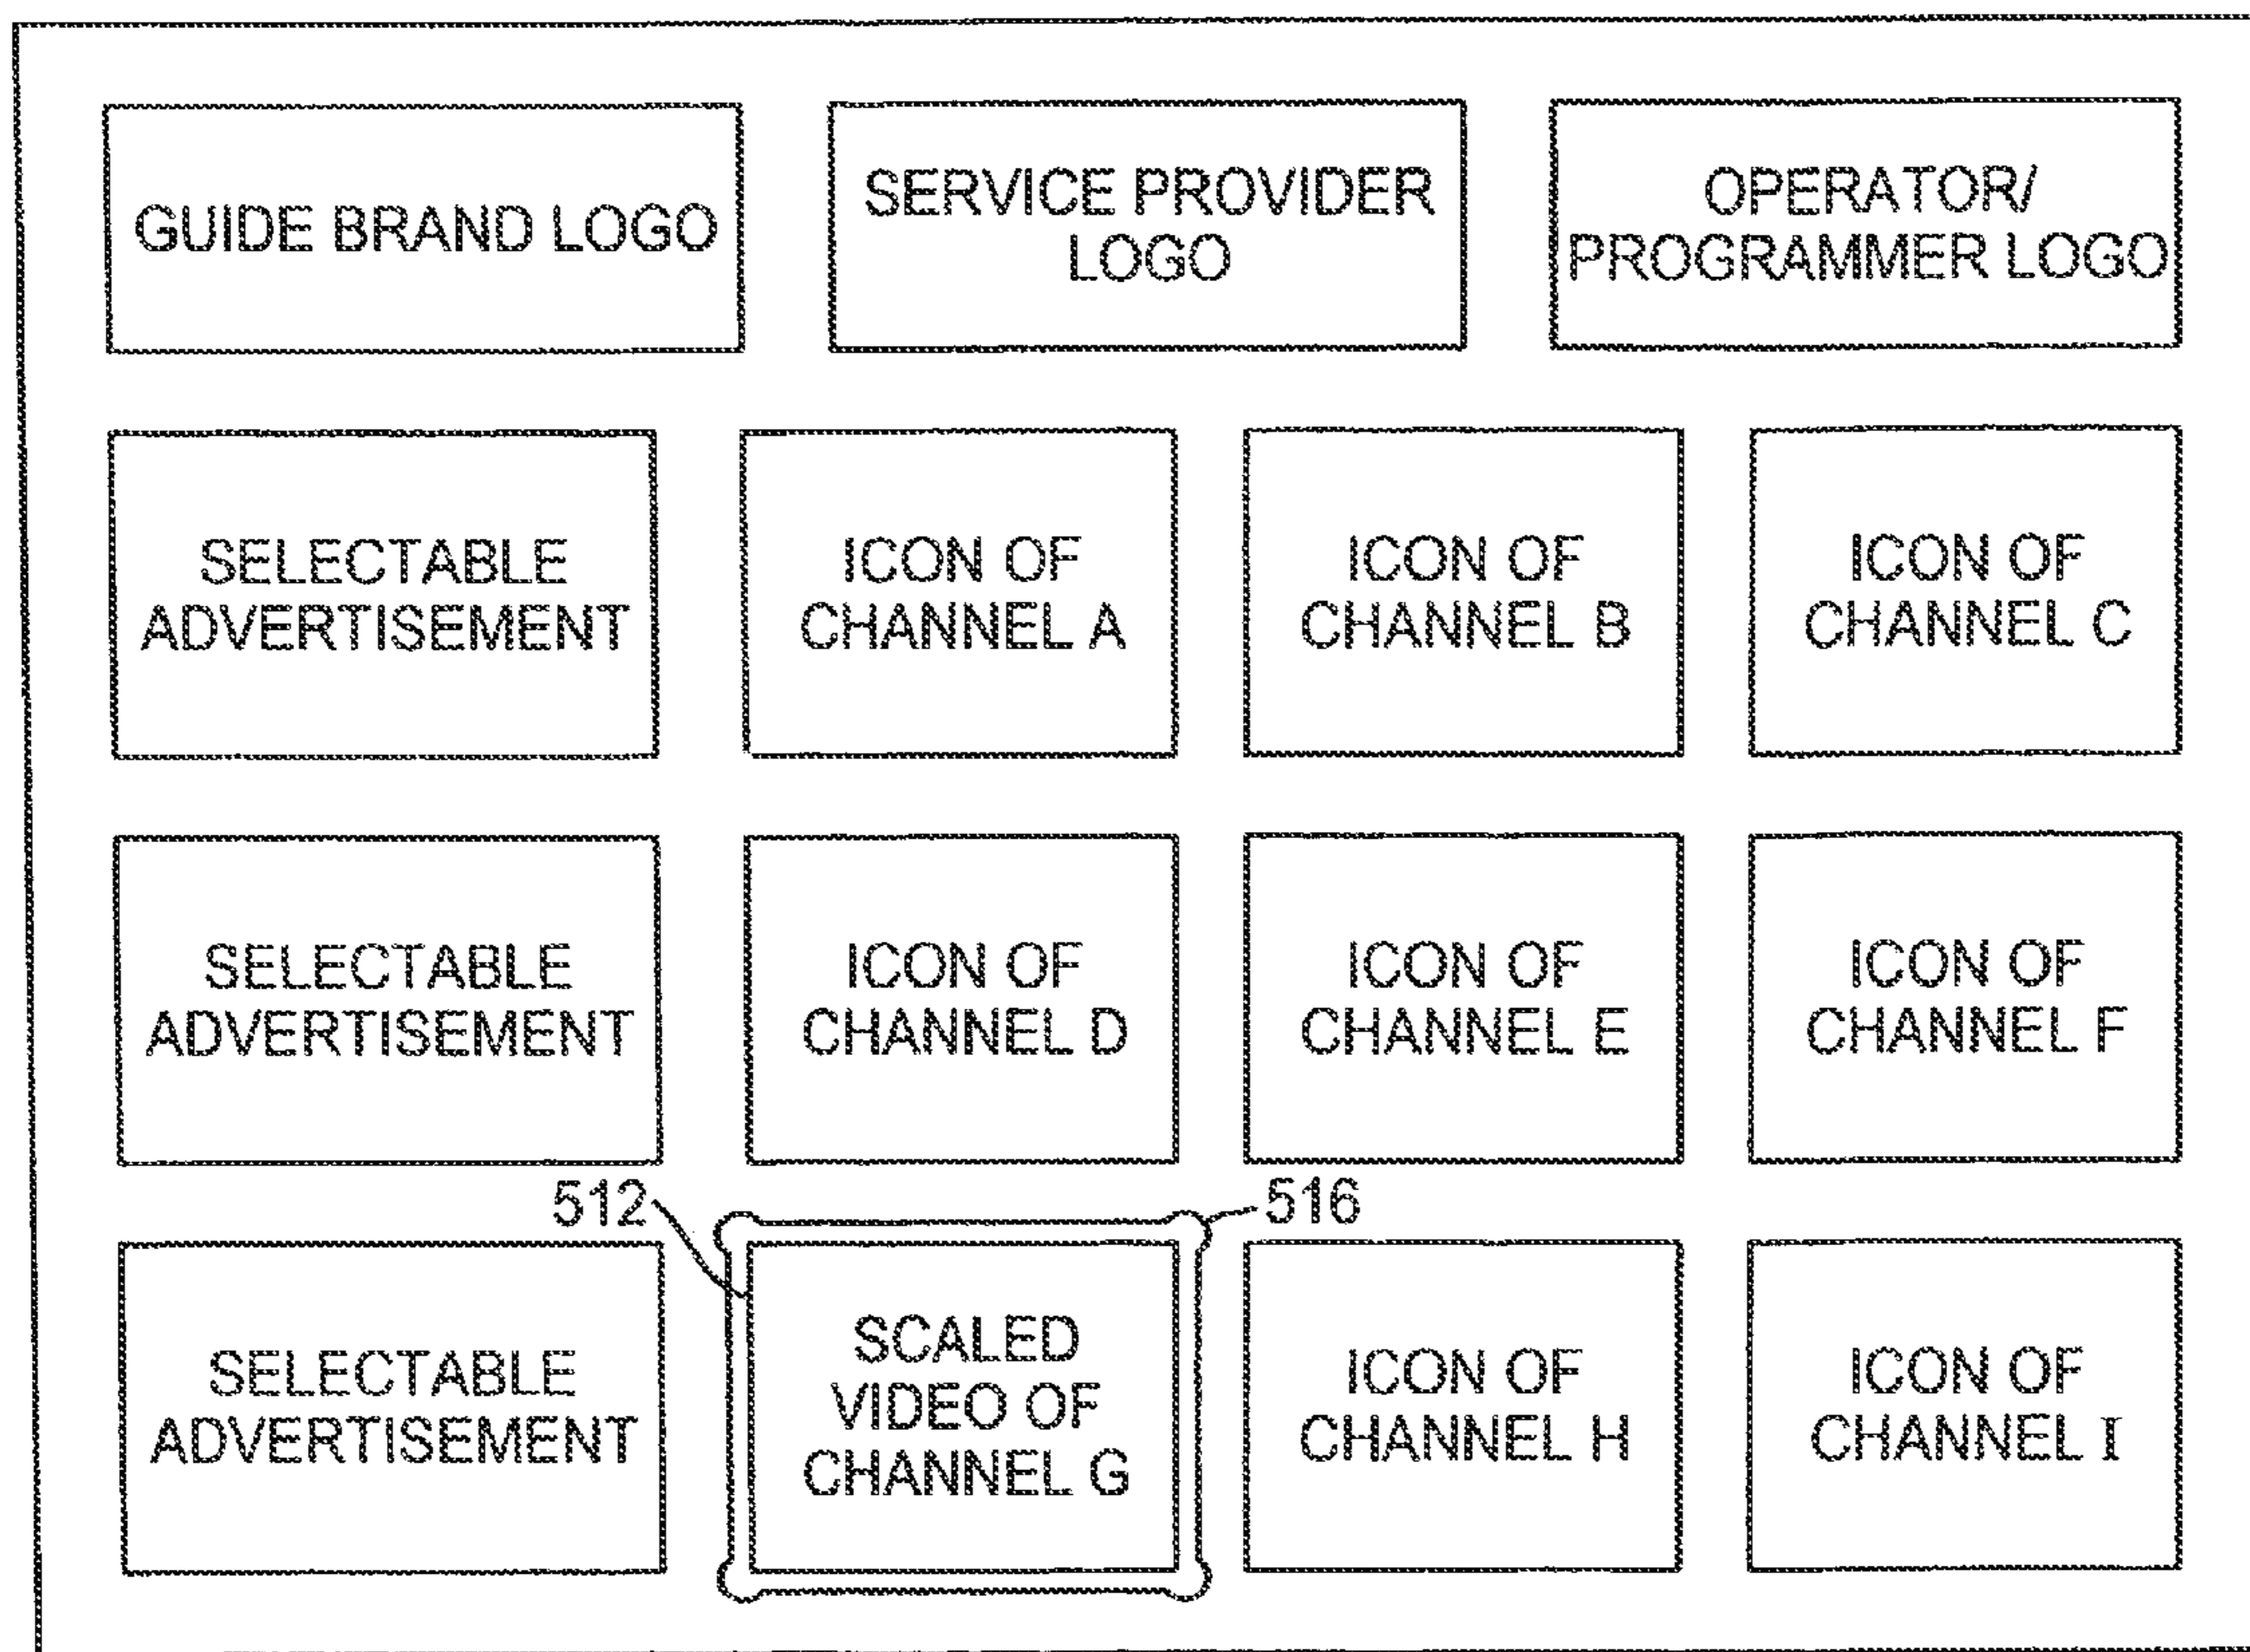 GUIDE BRAND LOGO
SERVICE PROVIDER
LOGO
OPERATOR/
PROGRAMMER LOGO
SELECTABLE
ADVERTISEMENT
ICON OF
CHANNEL A
ICON OF
CHANNEL B
ICON OF
CHANNEL C
SELECTABLE
ADVERTISEMENT
ICON OF
CHANNEL D
ICON OF
CHANNEL E
ICON OF
CHANNEL F
512
516
SELECTABLE
ADVERTISEMENT
SCALED
VIDEO OF
CHANNEL G
ICON OF
CHANNEL H
ICON OF
CHANNEL I